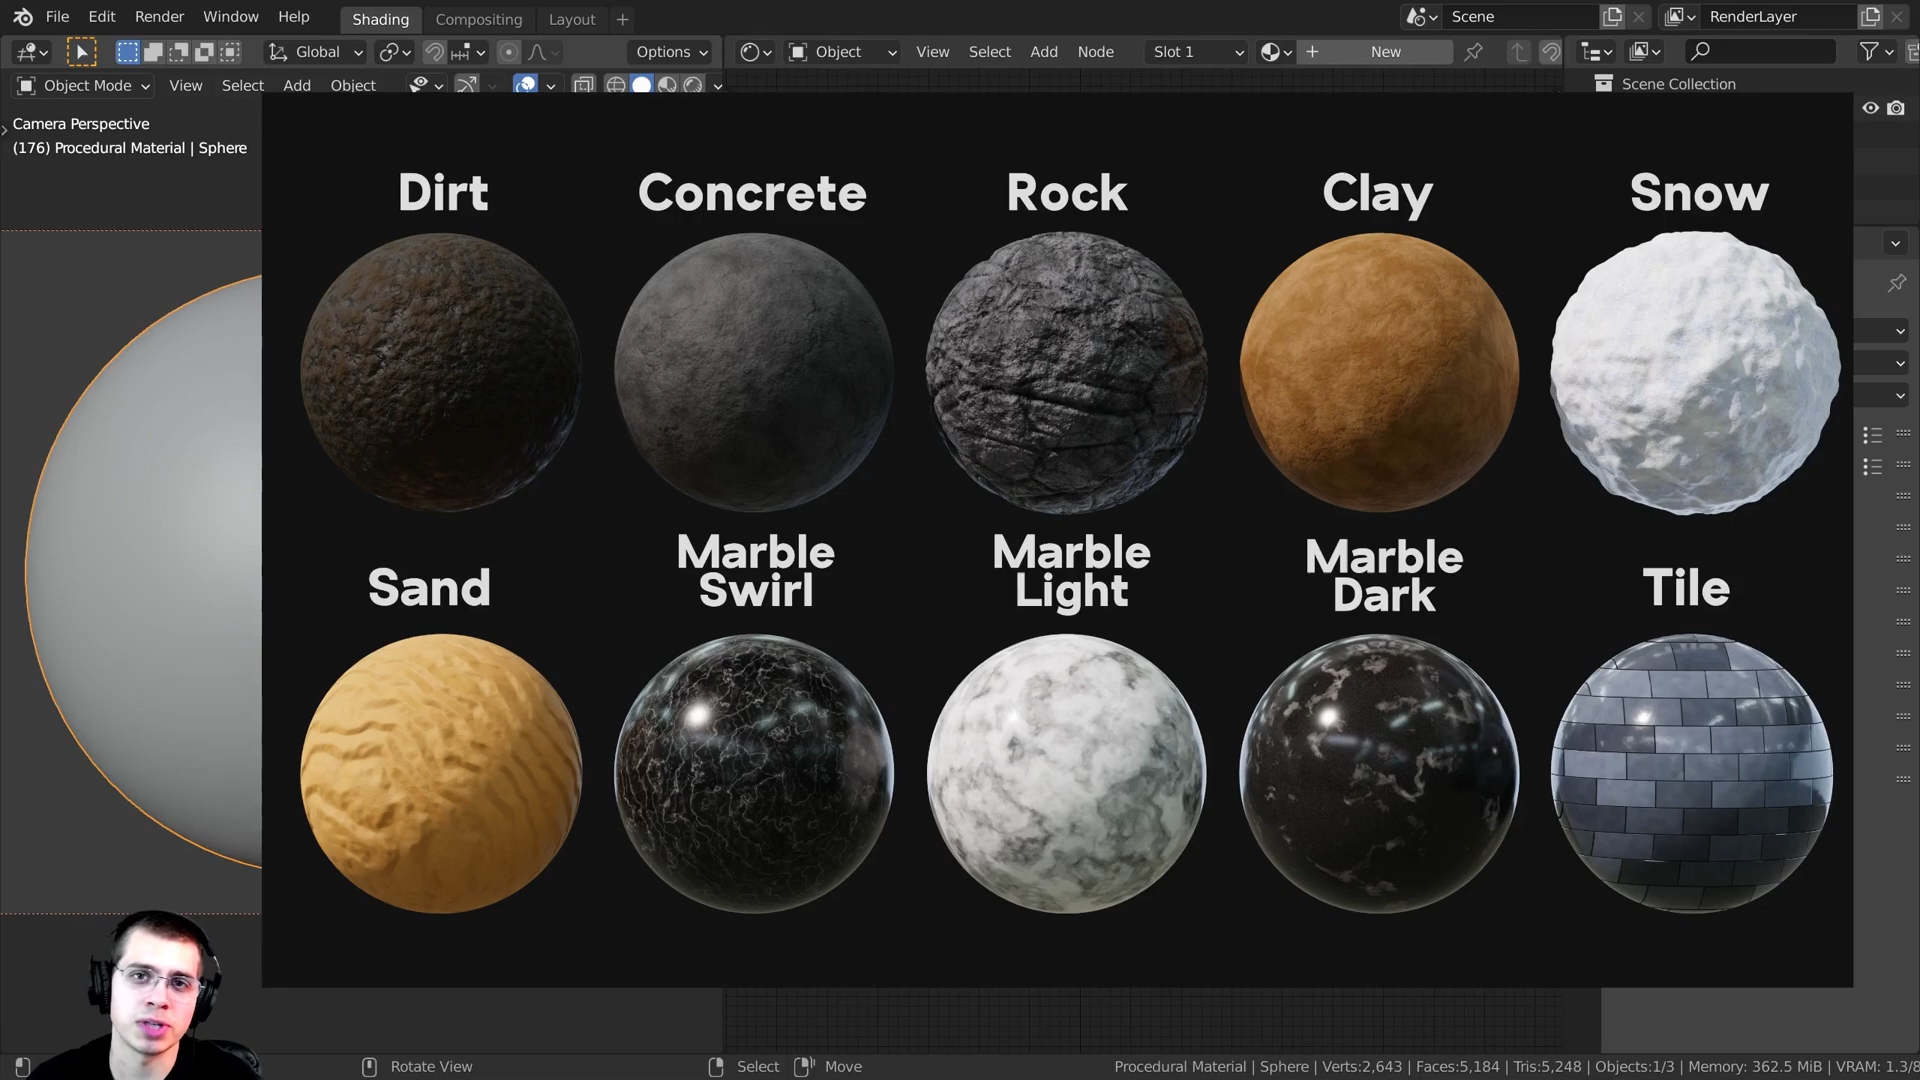 File Edit Render Window Help Shading Compositing Layout + Scene RenderLayer
Global Options Object View Select Add Node Slot 1 New
Object Mode View Select Add Object Scene Collection
Camera Perspective
(176) Procedural Material | Sphere
Dirt Concrete Rock Clay Snow
Sand Marble Swirl Marble Light Marble Dark Tile
Rotate View Select Move Procedural Material | Sphere | Verts:2,643 | Faces:5,184 | Tris:5,248 | Objects:1/3 | Memory: 362.5 MiB | VRAM: 1.3/8